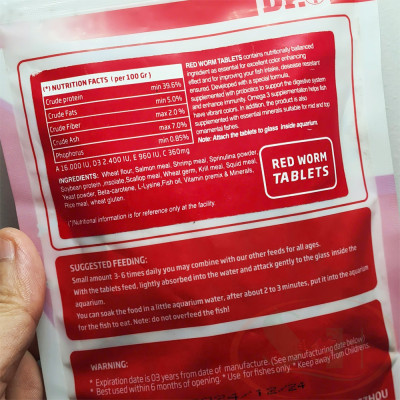 (*) NUTRITION FACTS (per 100 Gr)
Crude protein min 39.6%
Crude Fats min 5.0%
Crude Fiber max 2.0%
Crude Ash max 7.0%
Phophorus min 0.85%
A 16 000 IU, D3 2.400 IU, E 960 IU, C 360mg
INGREDIENTS: Wheat flour, Salmon meal, Shrimp meal, Spirulina powder,
Soybean protein ,insolate,Scallop meal, Wheat germ, Krill meal, Squid meal,
Yeast powder, Beta-carotene, L-Lysine,Fish oil, Vitamin premix & Minerals,
Rice meal, wheat gluten.
(*)Nutritional information is for reference only at the facility.
RED WORM TABLETS contains nutritionally balanced
ingredient as essential for excellent color enhancing
effect and for improving your fish intake, desease resistant
ensured. Developed with a special formula,
supplemented with probiotics to support the digestive system
and enhance immunity. Omega 3 supplementation helps fish
have vibrant colors. In addition, the product is also
supplemented with essential minerals suitable for mid and top
ornamental fishes.
Note: Attach the tablets to glass inside aquarium.
RED WORM
TABLETS
SUGGESTED FEEDING:
Small amount 3-6 times daily you may combine with our other feeds for all ages.
With the tablets feed, lightly absorbed into the water and attack gently to the glass inside the
aquarium.
You can soak the food in a little aquarium water, after about 2 to 3 minutes, put it into the aquarium
for the fish to eat. Note: do not overfeed the fish!
WARNING:
* Expiration date is 03 years from date of manufacture. (See manufacturing date below)
* Best used within 6 months of opening. * Use for fishes only. * Keep away from Childrens.